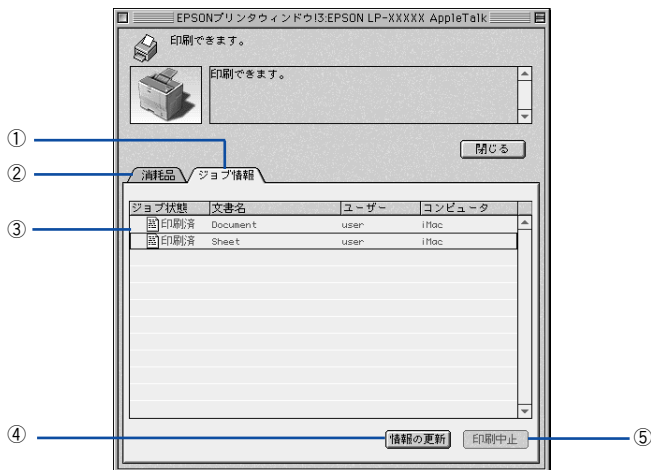 EPSONプリンタウィンドウ!3:EPSON LP-XXXXX AppleTalk
印刷できます。
印刷できます。
閉じる
①
② 消耗品 ジョブ情報
ジョブ状態 文書名 ユーザー コンピュータ
③ 印刷済 Document user iMac
印刷済 Sheet user iMac
④ 情報の更新 印刷中止 ⑤